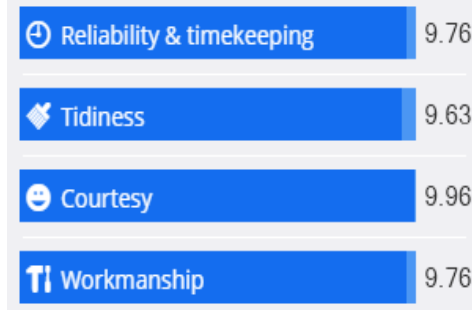 Reliability & timekeeping 9.76
Tidiness 9.63
Courtesy 9.96
Workmanship 9.76